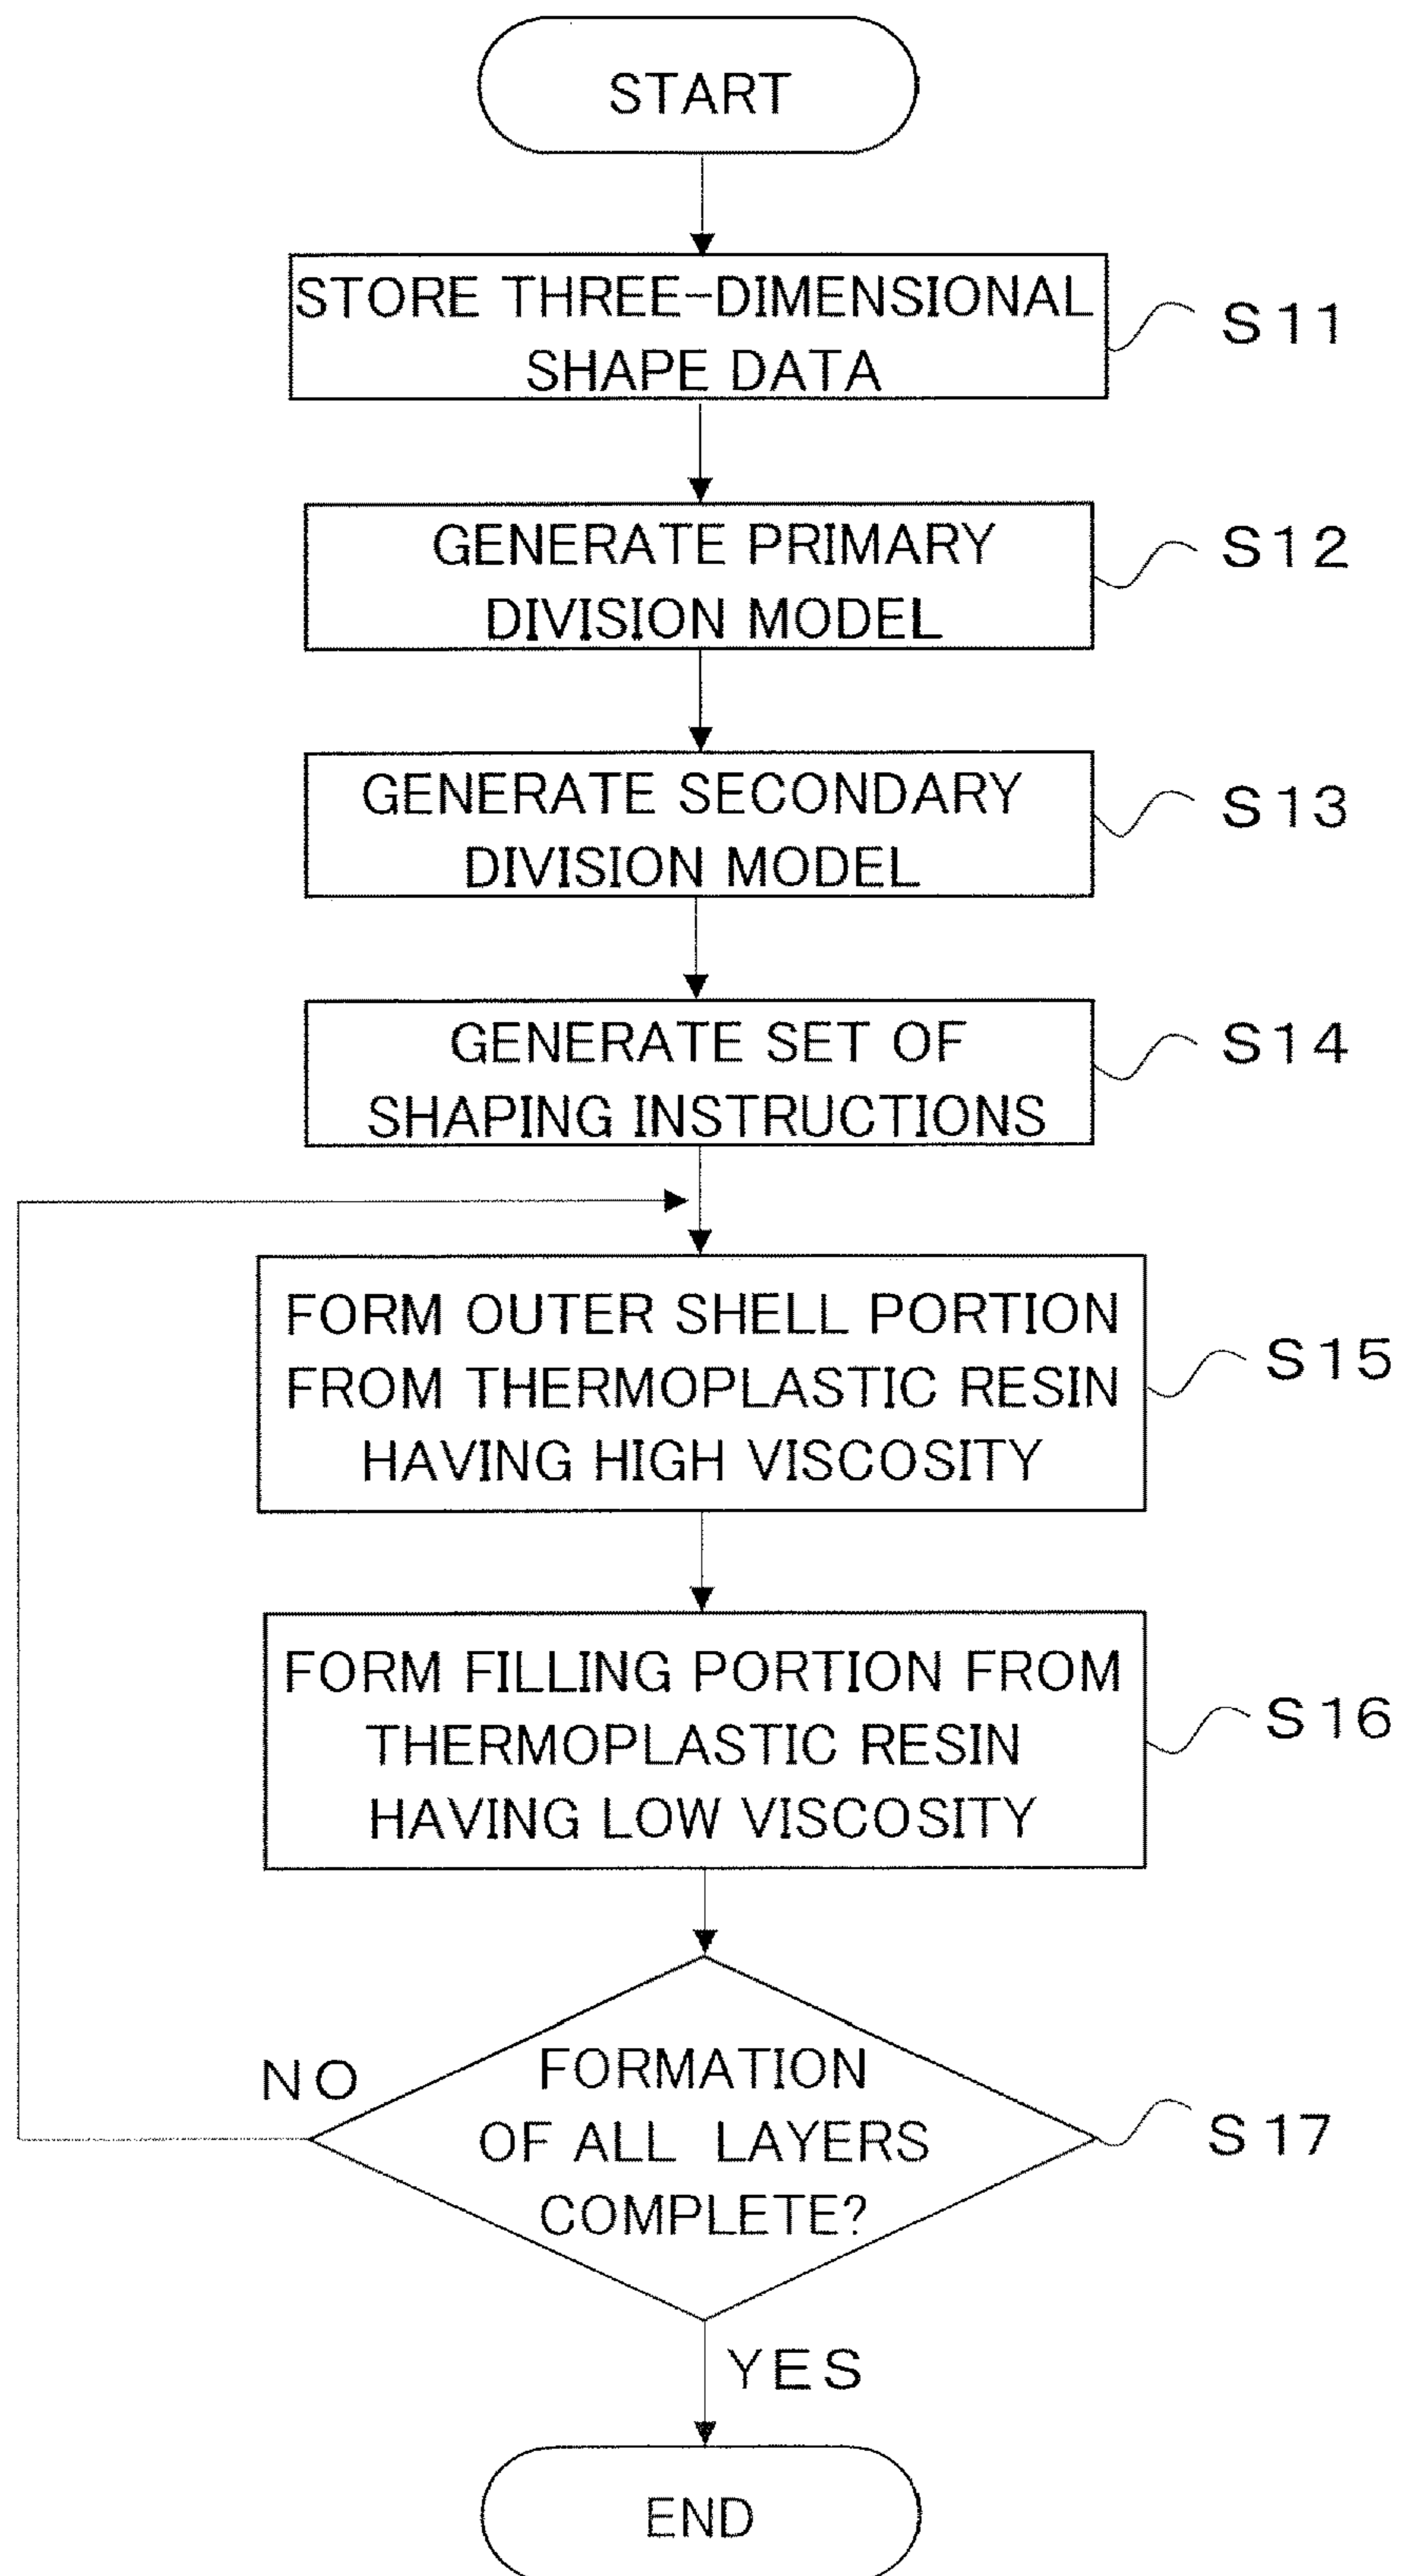 START
STORE THREE-DIMENSIONAL
SHAPE DATA
S11
GENERATE PRIMARY
DIVISION MODEL
S12
GENERATE SECONDARY
DIVISION MODEL
S13
GENERATE SET OF
SHAPING INSTRUCTIONS
S14
FORM OUTER SHELL PORTION
FROM THERMOPLASTIC RESIN
HAVING HIGH VISCOSITY
S15
FORM FILLING PORTION FROM
THERMOPLASTIC RESIN
HAVING LOW VISCOSITY
S16
NO
FORMATION
OF ALL LAYERS
COMPLETE?
S17
YES
END